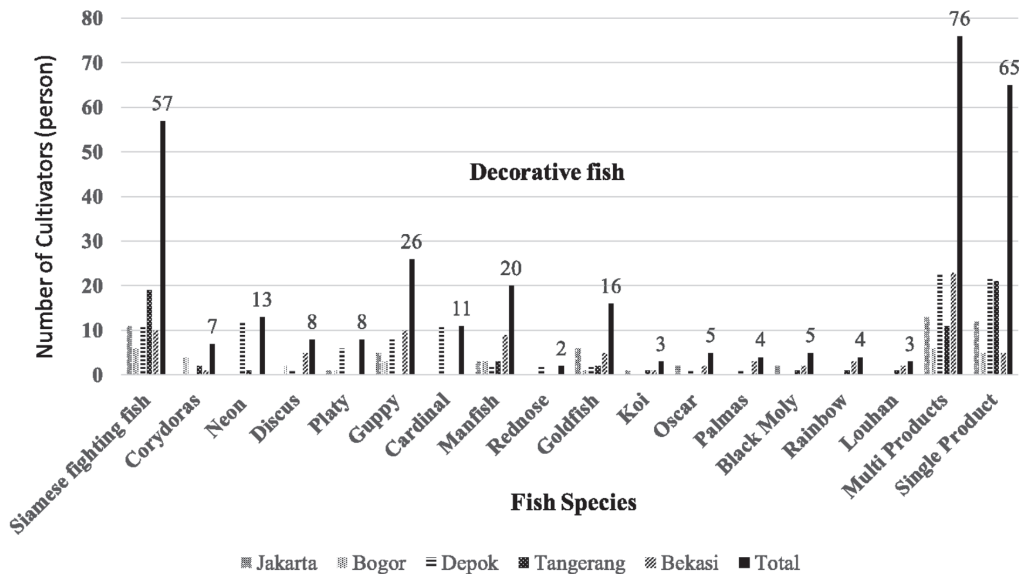 80
70
60
50
40
30
20
10
0
Number of Cultivators (person)
Decorative fish
57
7
13
8
8
26
11
20
2
16
3
5
4
5
4
3
76
65
Siamese fighting fish
Corydoras
Neon
Discus
Platy
Guppy
Cardinal
Manfish
Rednose
Goldfish
Koi
Oscar
Palmas
Black Moly
Rainbow
Louhan
Multi Products
Single Product
Fish Species
Jakarta Bogor Depok Tangerang Bekasi Total